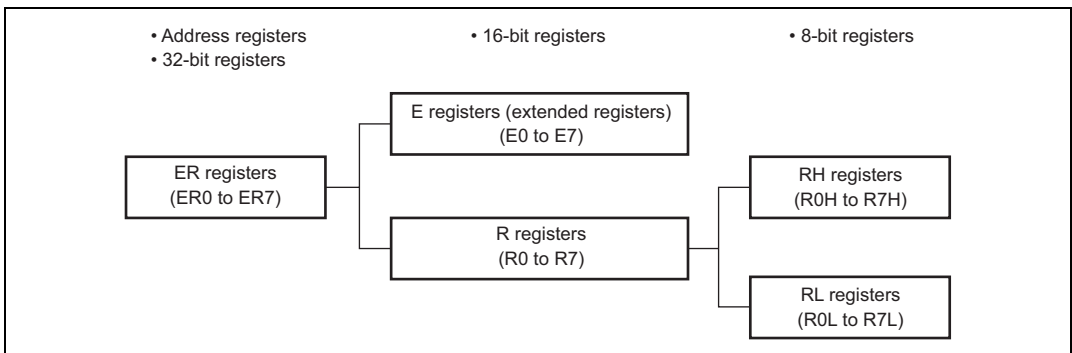 • Address registers
• 32-bit registers
• 16-bit registers
• 8-bit registers
E registers (extended registers)
(E0 to E7)
ER registers
(ER0 to ER7)
RH registers
(R0H to R7H)
R registers
(R0 to R7)
RL registers
(R0L to R7L)